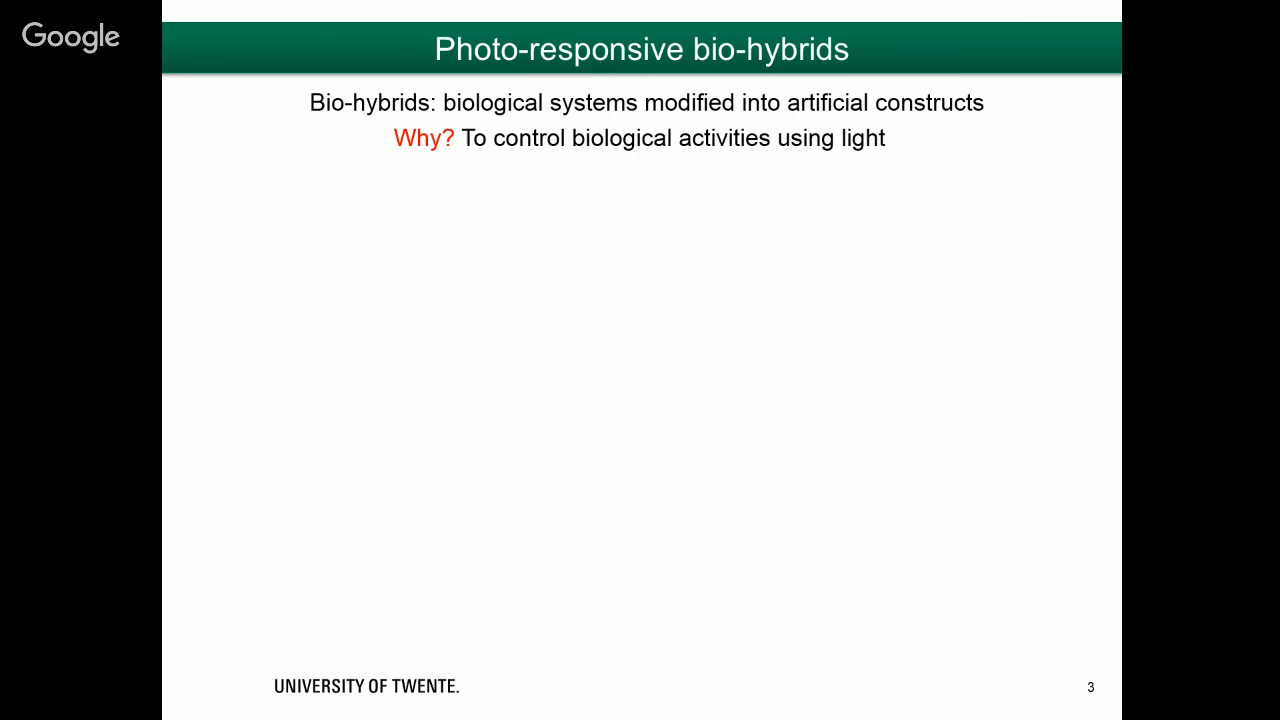 Google
Photo-responsive bio-hybrids
Bio-hybrids: biological systems modified into artificial constructs
Why? To control biological activities using light
UNIVERSITY OF TWENTE.
3